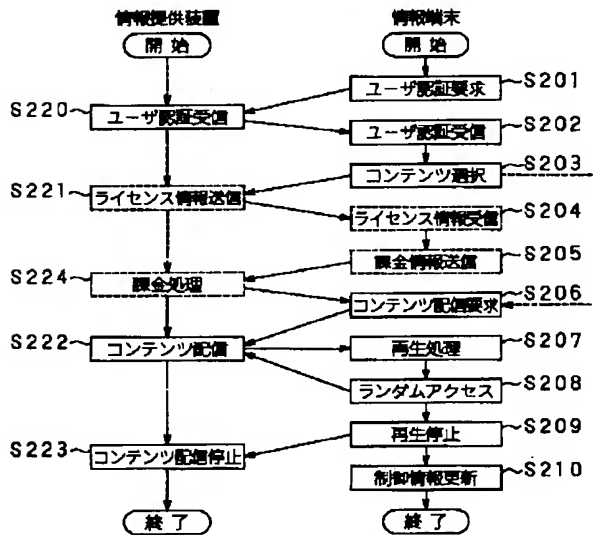 情報提供装置
情報端末
開始
開始
ユーザ認証要求
S201
S220
ユーザ認証受信
ユーザ認証受信
S202
コンテンツ選択
S203
S221
ライセンス情報送信
ライセンス情報受信
S204
課金情報送信
S205
S224
課金処理
コンテンツ配信要求
S206
S222
コンテンツ配信
再生処理
S207
ランダムアクセス
S208
再生停止
S209
S223
コンテンツ配信停止
制御情報更新
S210
終了
終了